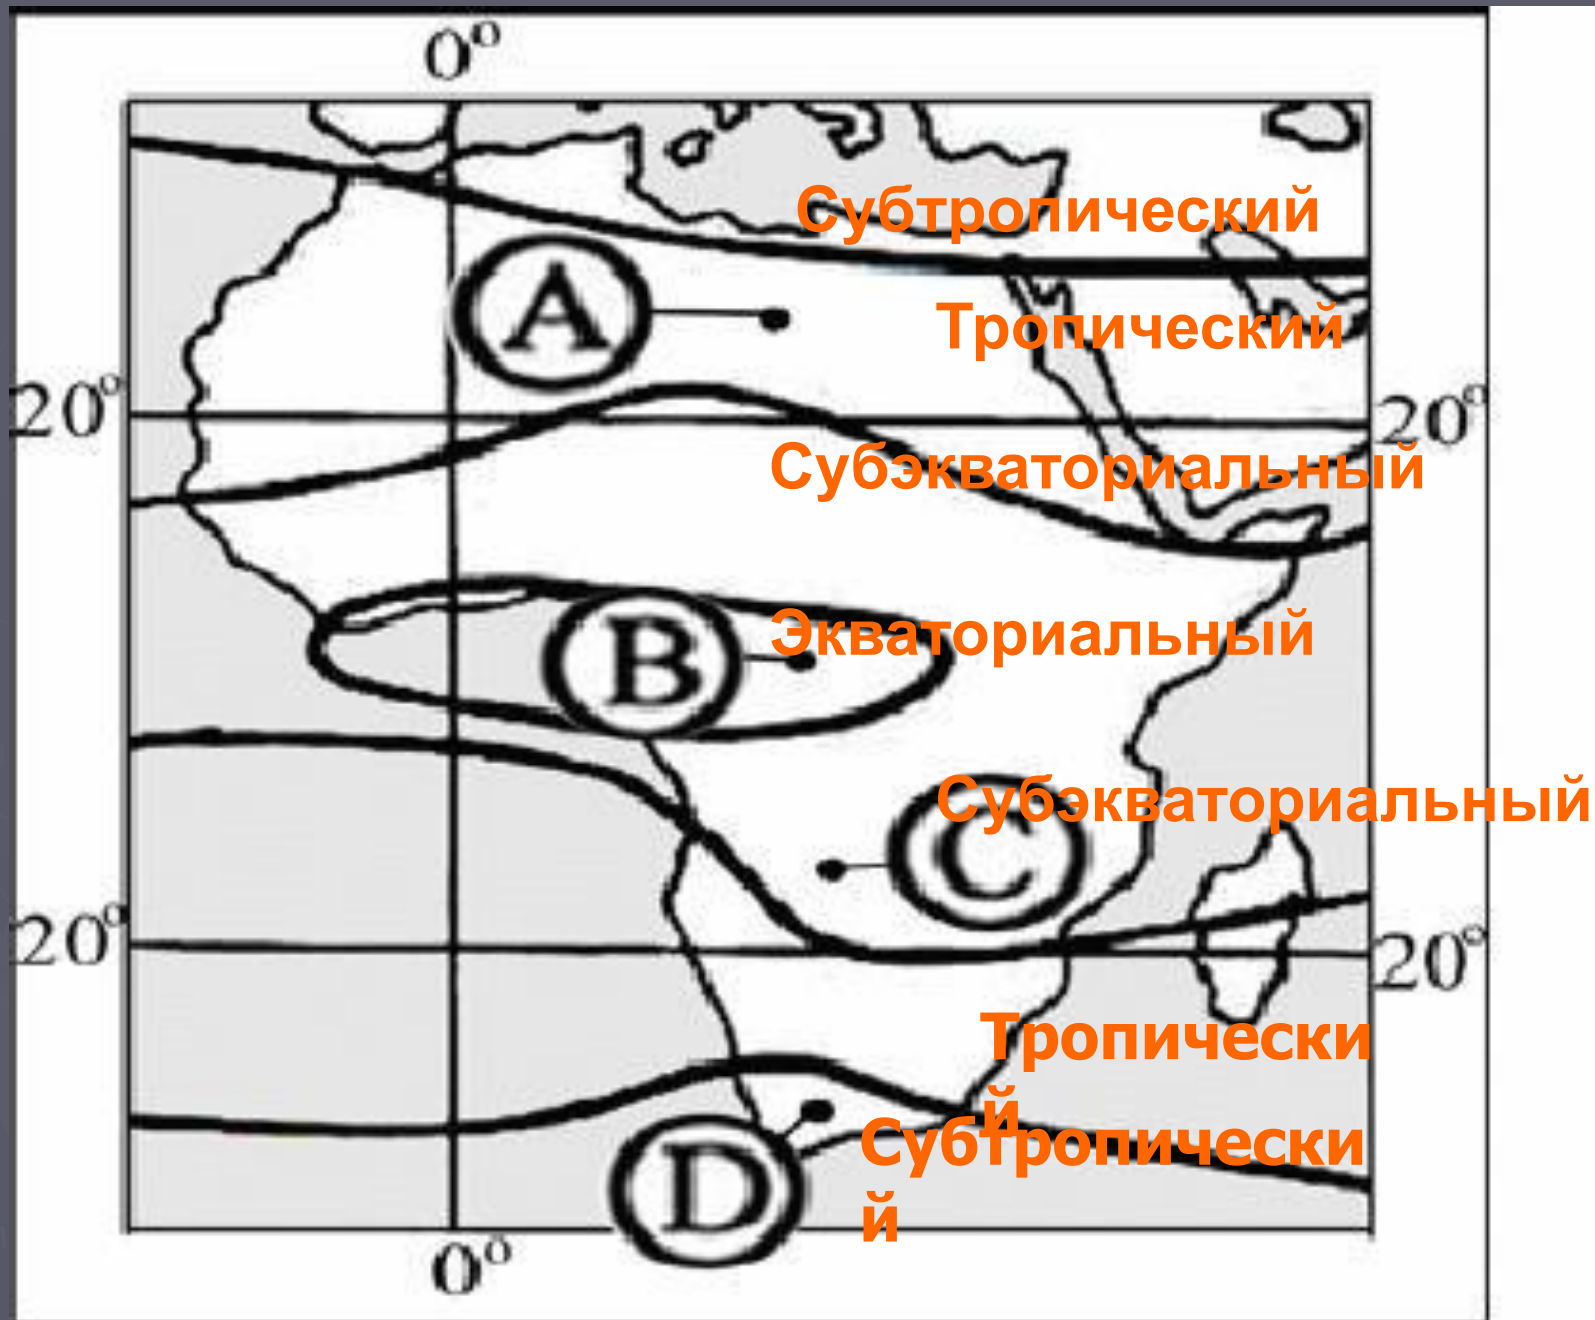 0°
Субтропический
A
Тропический
20°
20°
Субэкваториальный
B
Экваториальный
Субэкваториальный
C
20°
20°
Тропически
й
Субтропически
й
D
0°